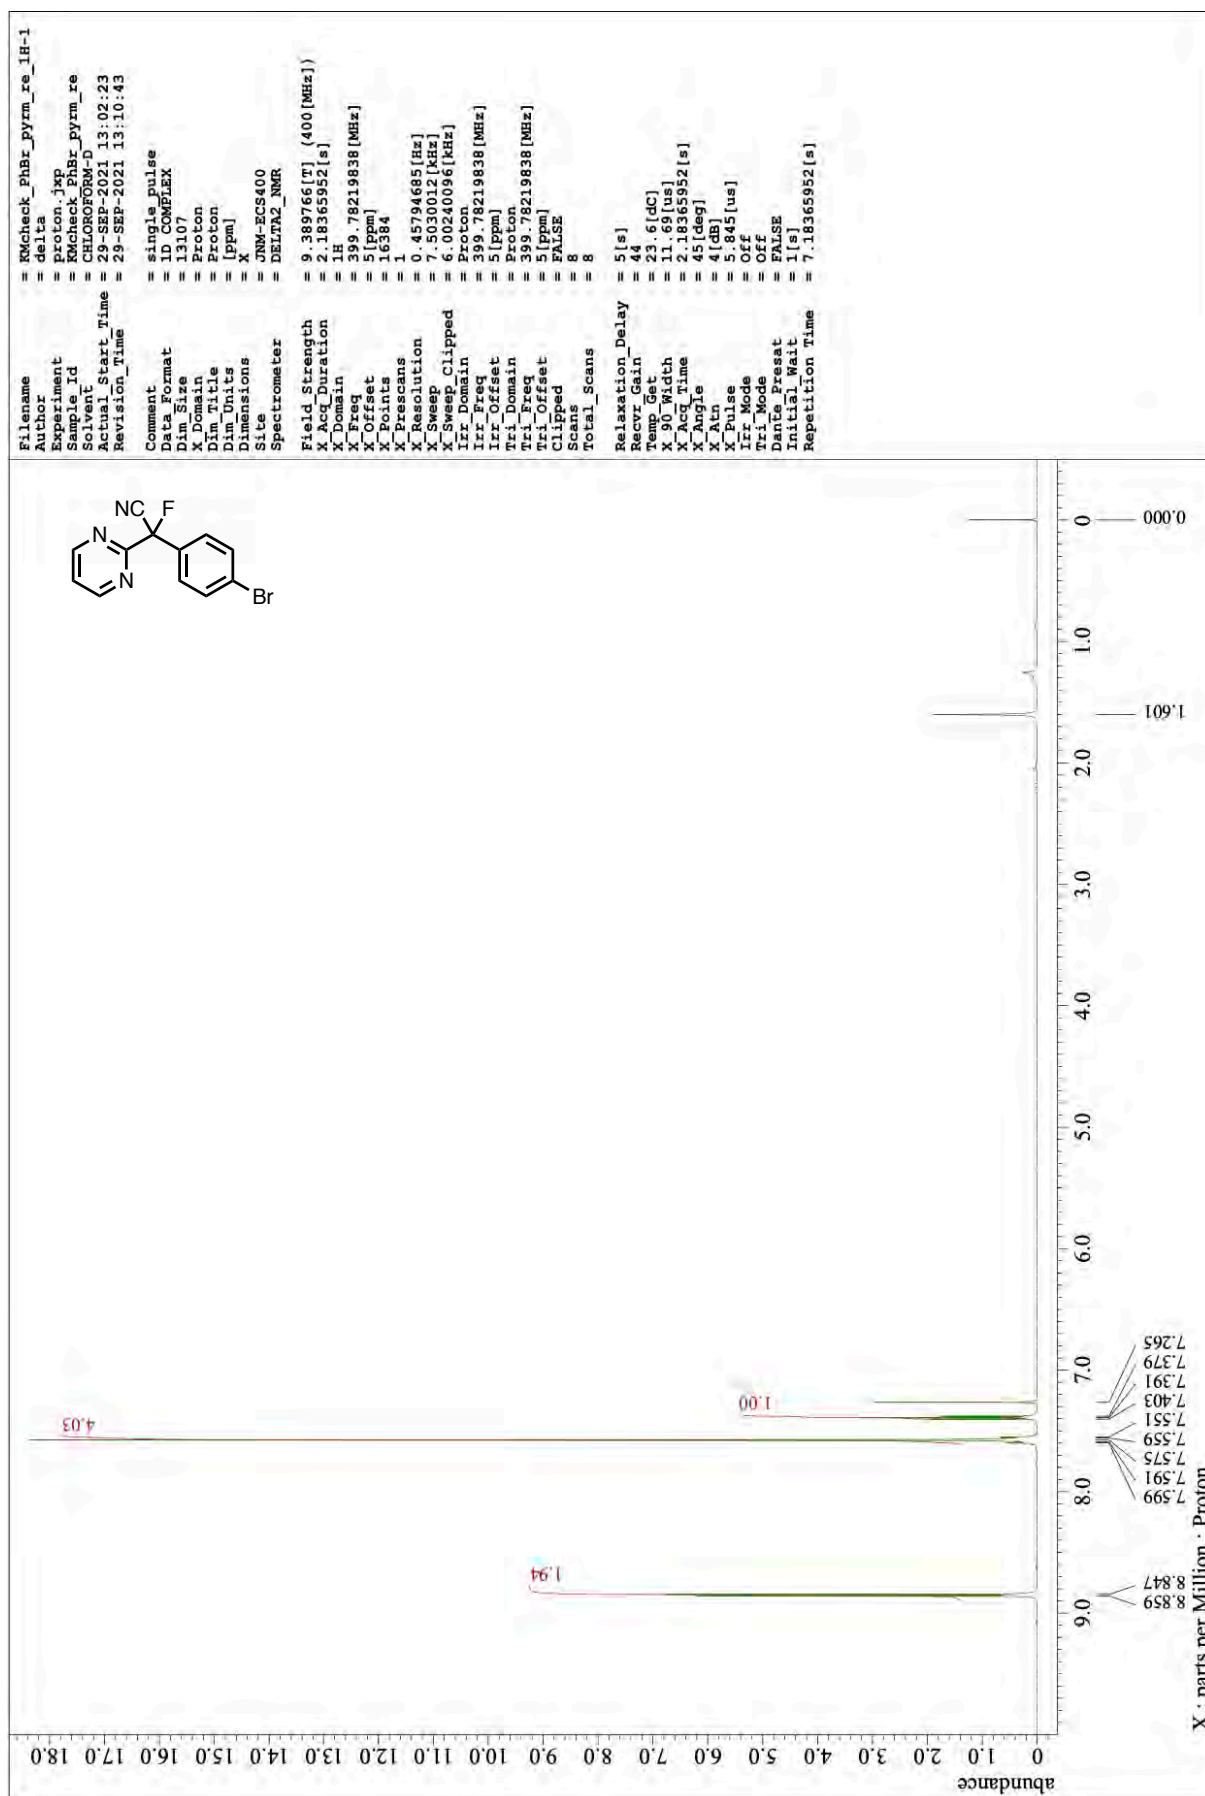 Filename = KMcheck_PhBr_pyrm_re_1H-1
Author = delta
Experiment = proton.jxp
Sample_Id = KMcheck_PhBr_pyrm_re
Solvent = CHLOROFORM-D
Actual_Start_Time = 29-SEP-2021 13:02:23
Revision_Time = 29-SEP-2021 13:10:43
Comment = single_pulse
Data_Format = 1D COMPLEX
Dim_Size = 13107
X_Domain = Proton
Dim_Title = Proton
Dim_Units = [ppm]
Dimensions = X
Site = JNM-ECS400
Spectrometer = DELTA2_NMR
Field_Strength = 9.389766[T] (400[MHz])
X_Acq_Duration = 2.18365952[s]
X_Domain = 1H
X_Freq = 399.78219838[MHz]
X_Offset = 5[ppm]
X_Points = 16384
X_Prescans = 1
X_Resolution = 0.45794685[Hz]
X_Sweep = 7.5030012[kHz]
X_Sweep_Clipped = 6.00240096[kHz]
Irr_Domain = Proton
Irr_Freq = 399.78219838[MHz]
Irr_Offset = 5[ppm]
Tri_Domain = Proton
Tri_Freq = 399.78219838[MHz]
Tri_Offset = 5[ppm]
Clipped = FALSE
Scans = 8
Total_Scans = 8
Relaxation_Delay = 5[s]
Recvr_Gain = 44
Temp_Get = 23.6[dC]
X_90_Width = 11.69[us]
X_Acq_Time = 2.18365952[s]
X_Angle = 45[deg]
X_Atn = 4[dB]
X_Pulse = 5.845[us]
Irr_Mode = Off
Tri_Mode = Off
Dante_Presat = FALSE
Initial_Wait = 1[s]
Repetition Time = 7.18365952[s]
NC F
N
N
Br
abundance
0 1.0 2.0 3.0 4.0 5.0 6.0 7.0 8.0 9.0 10.0 11.0 12.0 13.0 14.0 15.0 16.0 17.0 18.0
1.94
4.03
1.00
9.0 8.0 7.0 6.0 5.0 4.0 3.0 2.0 1.0 0
8.859
8.847
7.599
7.591
7.575
7.559
7.551
7.403
7.391
7.379
7.265
1.601
0.000
X : parts per Million : Proton